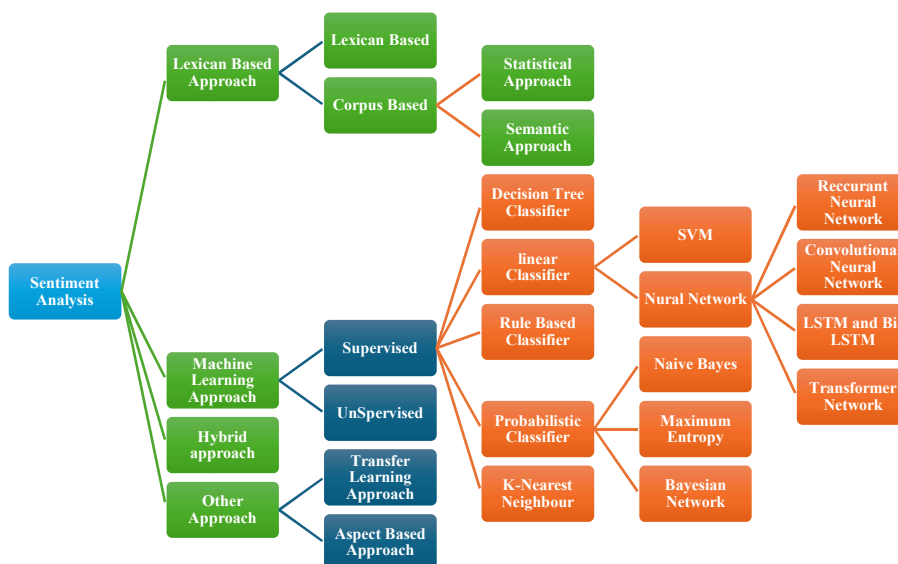 Sentiment
Analysis
Lexican Based
Approach
Lexican Based
Corpus Based
Statistical
Approach
Semantic
Approach
Machine
Learning
Approach
Supervised
Decision Tree
Classifier
linear
Classifier
SVM
Nural Network
Reccurant
Neural
Network
Convolutional
Neural
Network
LSTM and Bi-
LSTM
Transformer
Network
Rule Based
Classifier
Probabilistic
Classifier
Naive Bayes
Maximum
Entropy
Bayesian
Network
K-Nearest
Neighbour
UnSpervised
Hybrid
approach
Other
Approach
Transfer
Learning
Approach
Aspect Based
Approach